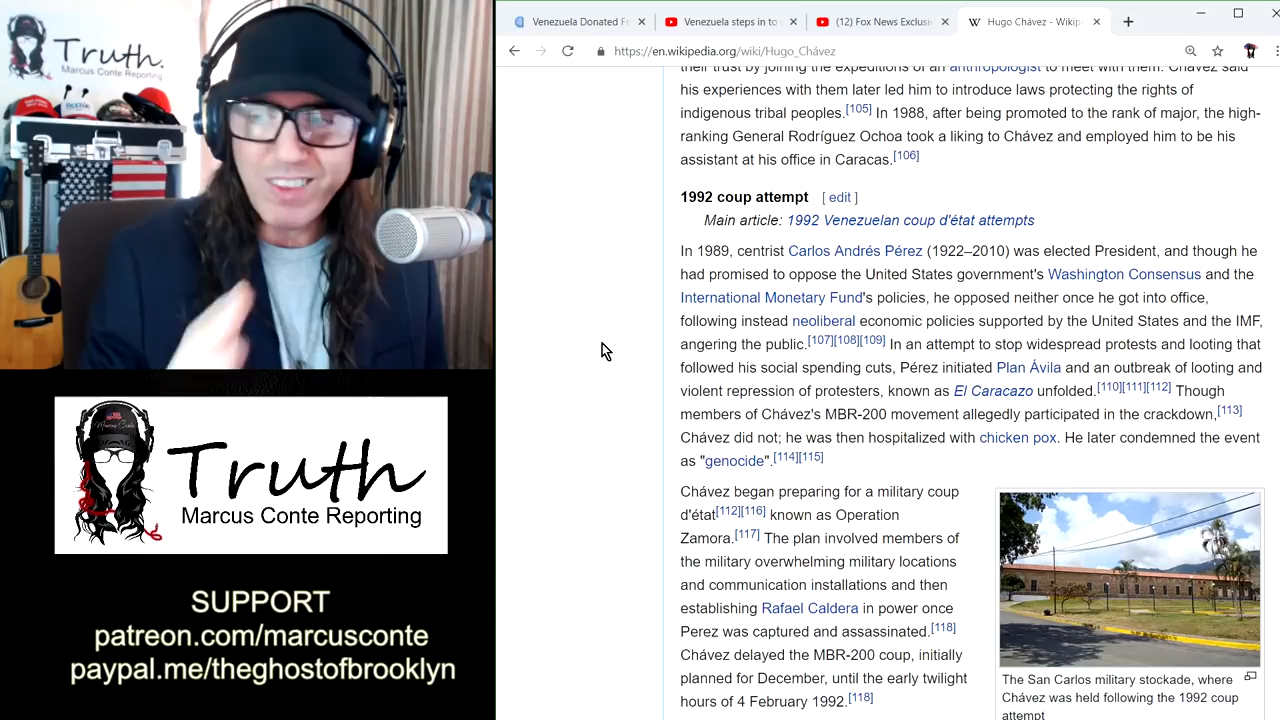 Truth.
Marcus Conte Reporting
Truth
Marcus Conte Reporting
SUPPORT
patreon.com/marcusconte
paypal.me/theghostofbrooklyn
Venezuela Donated F
Venezuela steps in to
(12) Fox News Exclusiv
Hugo Chávez - Wikip
https://en.wikipedia.org/wiki/Hugo_Chávez
their trust by joining the expeditions of an anthropologist to meet with them. Chávez said
his experiences with them later led him to introduce laws protecting the rights of
indigenous tribal peoples.[105] In 1988, after being promoted to the rank of major, the high-
ranking General Rodríguez Ochoa took a liking to Chávez and employed him to be his
assistant at his office in Caracas.[106]
1992 coup attempt [ edit ]
Main article: 1992 Venezuelan coup d'état attempts
In 1989, centrist Carlos Andrés Pérez (1922–2010) was elected President, and though he
had promised to oppose the United States government's Washington Consensus and the
International Monetary Fund's policies, he opposed neither once he got into office,
following instead neoliberal economic policies supported by the United States and the IMF,
angering the public.[107][108][109] In an attempt to stop widespread protests and looting that
followed his social spending cuts, Pérez initiated Plan Ávila and an outbreak of looting and
violent repression of protesters, known as El Caracazo unfolded.[110][111][112] Though
members of Chávez's MBR-200 movement allegedly participated in the crackdown,[113]
Chávez did not; he was then hospitalized with chicken pox. He later condemned the event
as "genocide".[114][115]
Chávez began preparing for a military coup
d'état[112][116] known as Operation
Zamora.[117] The plan involved members of
the military overwhelming military locations
and communication installations and then
establishing Rafael Caldera in power once
Perez was captured and assassinated.[118]
Chávez delayed the MBR-200 coup, initially
planned for December, until the early twilight
hours of 4 February 1992.[118]
The San Carlos military stockade, where
Chávez was held following the 1992 coup
attempt